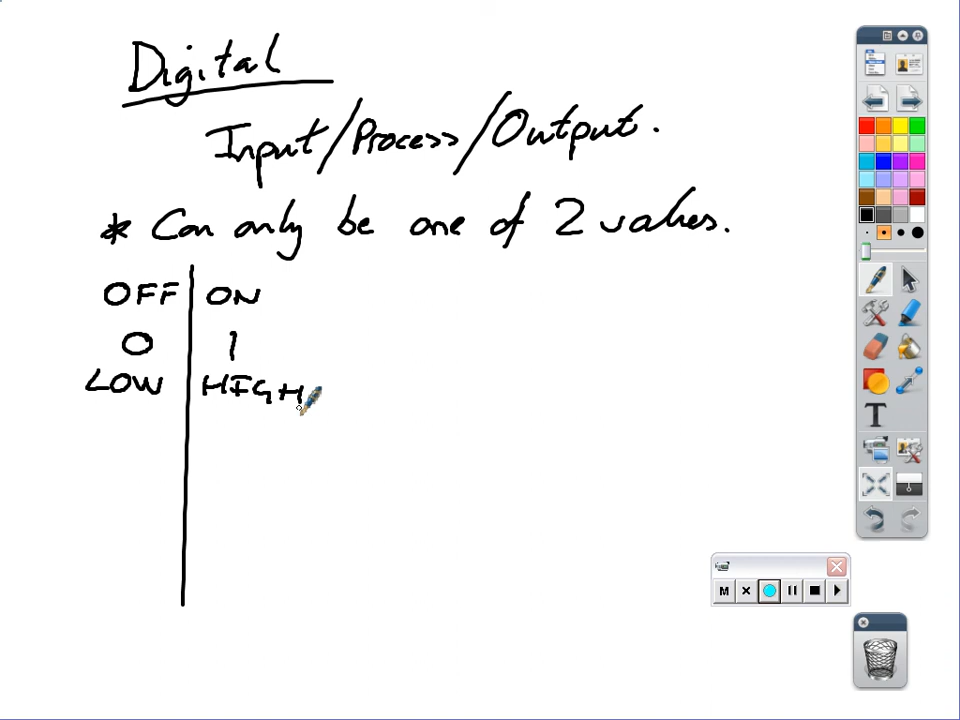 Digital
Input/Process/Output.
* Can only be one of 2 values.
OFF ON
0 1
LOW HIGH
T
M